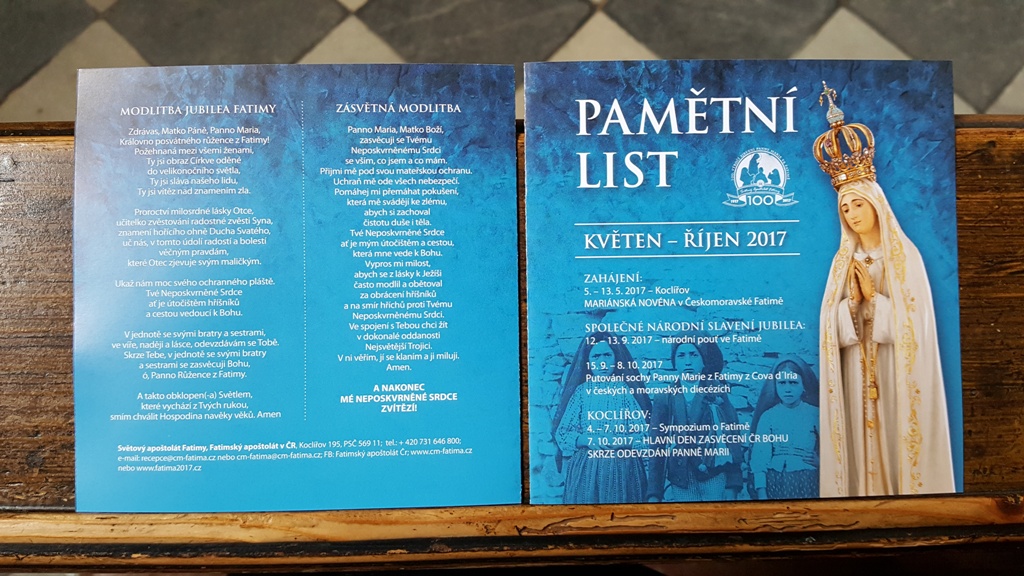 MODLITBA JUBILEA FATIMY
Zdrávas, Matko Páně, Panno Maria,
Královno posvátného růžence z Fatimy!
Požehnaná mezi všemi ženami,
Ty jsi obraz Církve oděné
do velikonočního světla,
Ty jsi sláva našeho lidu,
Ty jsi vítěz nád znamením zla.
Proroctví milosrdné lásky Otce,
učitelko zvěstování radostné zvěsti Syna,
znamení hořícího ohně Ducha Svatého,
uč nás, v tomto údolí radostí a bolestí
věčným pravdám,
které Otec zjevuje svým maličkým.
Ukaž nám moc svého ochranného pláště.
Tvé Neposkvrněné Srdce
ať je útočištěm hříšníků
a cestou vedoucí k Bohu.
V jednotě se svými bratry a sestrami,
ve víře, naději a lásce, odevzdávám se Tobě.
Skrze Tebe, v jednotě se svými bratry
a sestrami se zasvěcuji Bohu,
ó, Panno Růžence z Fatimy.
A takto obklopen(-a) Světlem,
které vychází z Tvých rukou,
smím chválit Hospodina navěky věků. Amen
ZÁSVĚTNÁ MODLITBA
Panno Maria, Matko Boží,
zasvěcuji se Tvému
Neposkvrněnému Srdci
se vším, co jsem a co mám.
Přijmi mě pod svou mateřskou ochranu.
Uchraň mě ode všech nebezpečí.
Pomáhej mi přemáhat pokušení,
která mě svádějí ke zlému,
abych si zachoval
čistotu duše i těla.
Tvé Neposkvrněné Srdce
ať je mým útočištěm a cestou,
která mne vede k Bohu.
Vypros mi milost,
abych se z lásky k Ježíši
často modlil a obětoval
za obrácení hříšníků
a na smír hříchů proti Tvému
Neposkvrněnému Srdci.
Ve spojení s Tebou chci žít
v dokonalé oddanosti
Nejsvětější Trojici.
V ni věřím, ji se klaním a ji miluji.
Amen.
A NAKONEC
MÉ NEPOSKVRNĚNÉ SRDCE
ZVÍTĚZÍ!
Světový apoštolát Fatimy, Fatimský apoštolát v ČR, Koclířov 195, PSČ 569 11; tel.: + 420 731 646 800;
e-mail: recepce@cm-fatima.cz nebo cm-fatima@cm-fatima.cz; FB: Fatimský apoštolát Čr; www.cm-fatima.cz
nebo www.fatima2017.cz
PAMĚTNÍ
LIST
100
KVĚTEN – ŘÍJEN 2017
ZAHÁJENÍ:
5. – 13. 5. 2017 – Koclířov
MARIÁNSKÁ NOVÉNA v Českomoravské Fatimě
SPOLEČNÉ NÁRODNÍ SLAVENÍ JUBILEA:
12. – 13. 9. 2017 – národní pouť ve Fatimě
15. 9. – 8. 10. 2017
Putování sochy Panny Marie z Fatimy z Cova d´Iria
v českých a moravských diecézích
KOCLÍŘOV:
4. – 7. 10. 2017 – Sympozium o Fatimě
7. 10. 2017 – HLAVNÍ DEN ZASVĚCENÍ ČR BOHU
SKRZE ODEVZDÁNÍ PANNĚ MARII